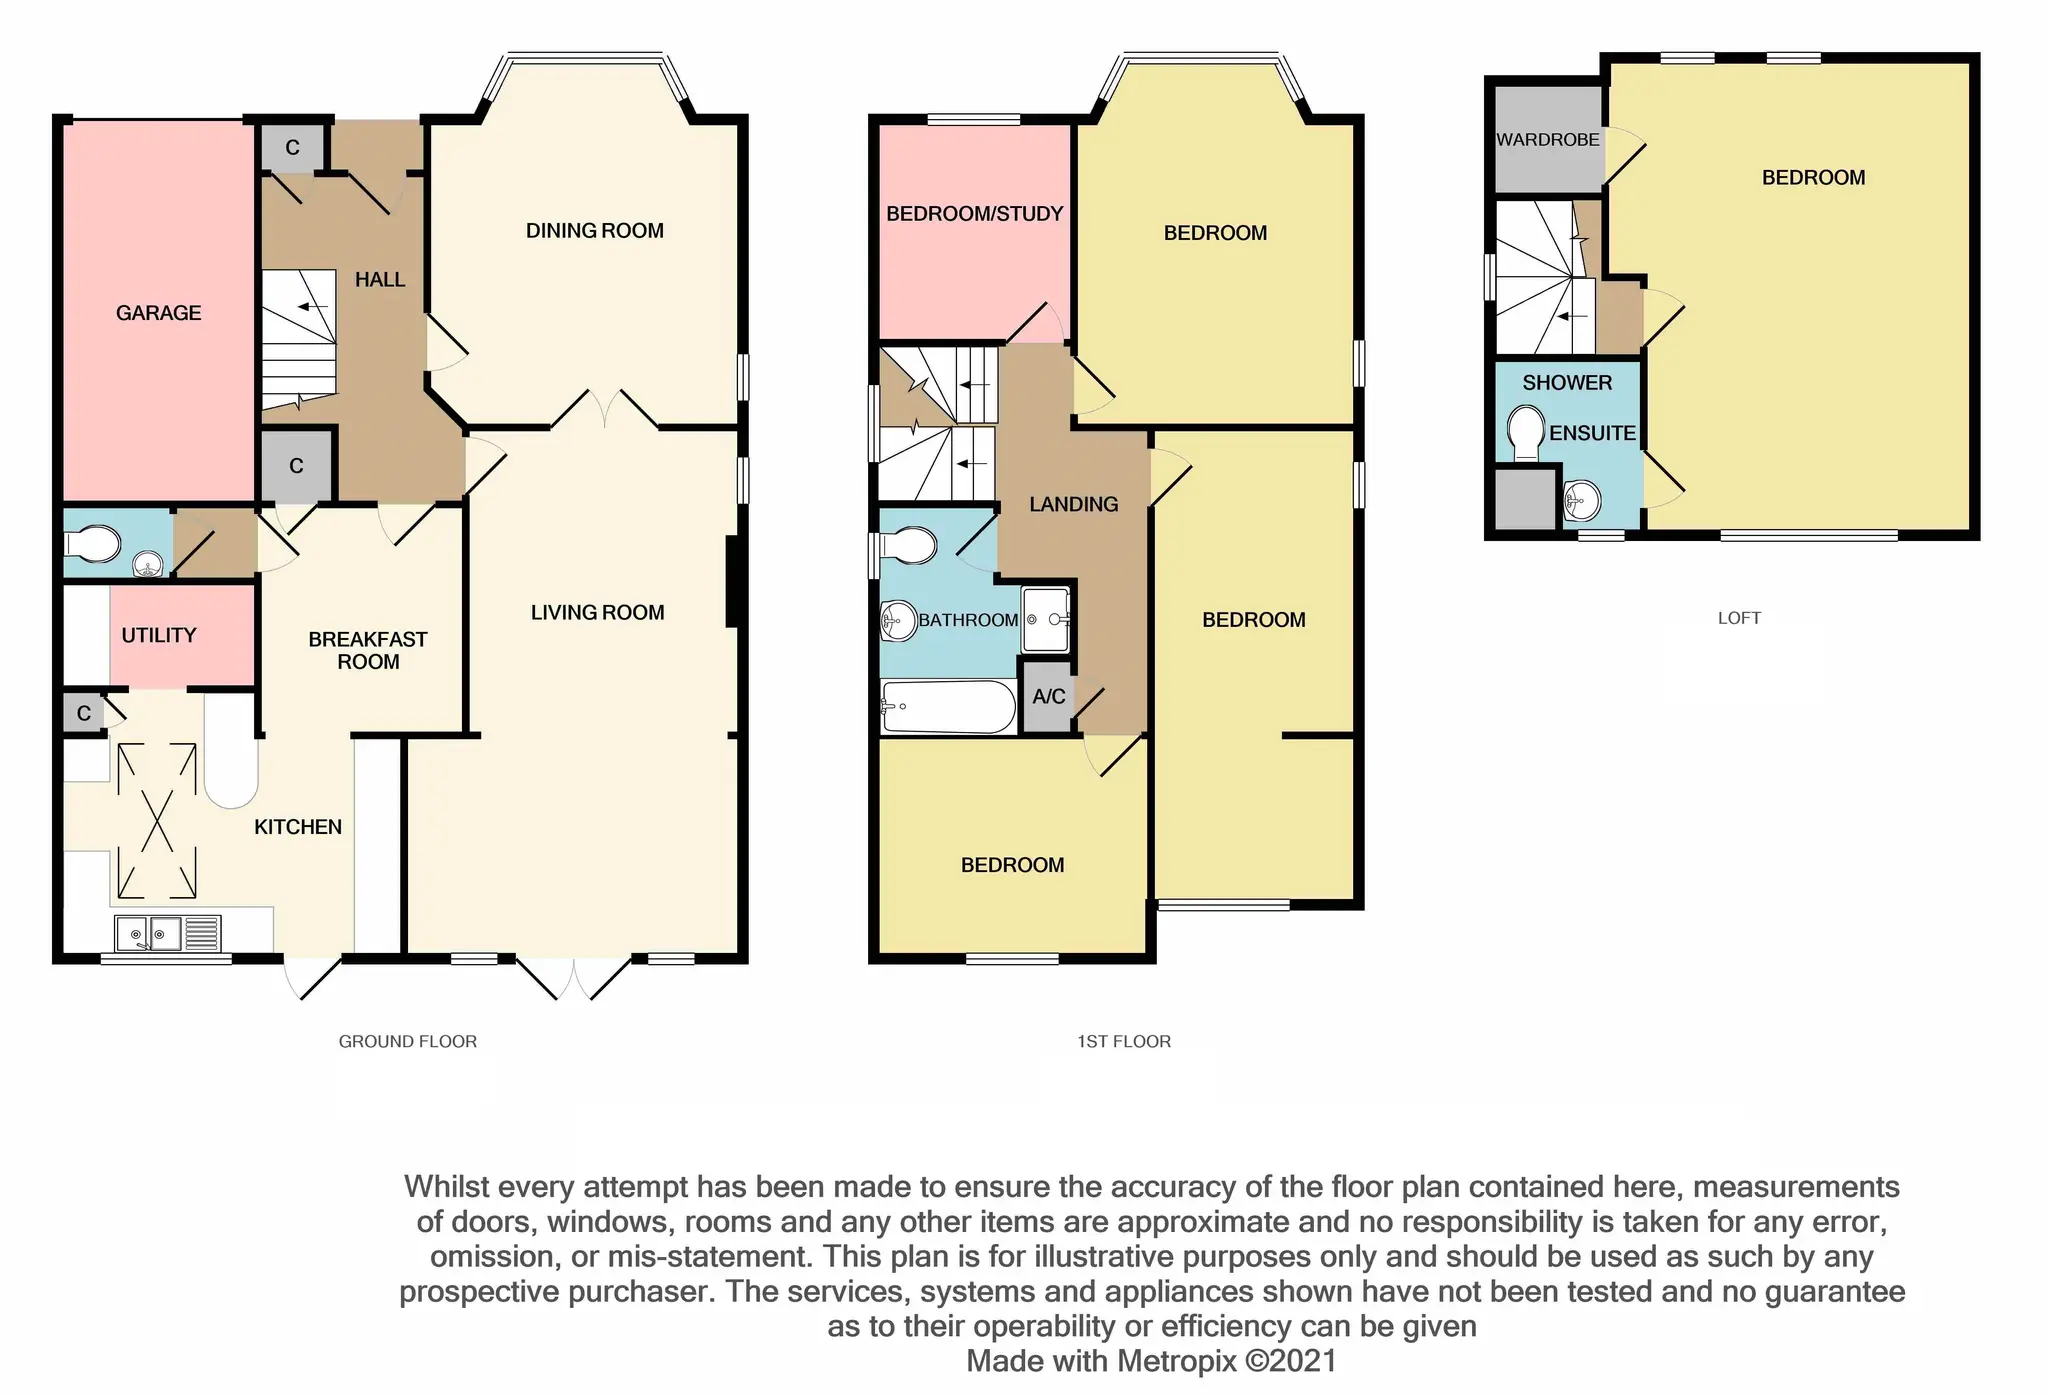 C
DINING ROOM
HALL
GARAGE
C
LIVING ROOM
UTILITY
BREAKFAST
ROOM
C
KITCHEN
GROUND FLOOR
BEDROOM/STUDY
BEDROOM
LANDING
BATHROOM
BEDROOM
A/C
BEDROOM
1ST FLOOR
WARDROBE
BEDROOM
SHOWER
ENSUITE
LOFT
Whilst every attempt has been made to ensure the accuracy of the floor plan contained here, measurements
of doors, windows, rooms and any other items are approximate and no responsibility is taken for any error,
omission, or mis-statement. This plan is for illustrative purposes only and should be used as such by any
prospective purchaser. The services, systems and appliances shown have not been tested and no guarantee
as to their operability or efficiency can be given
Made with Metropix ©2021